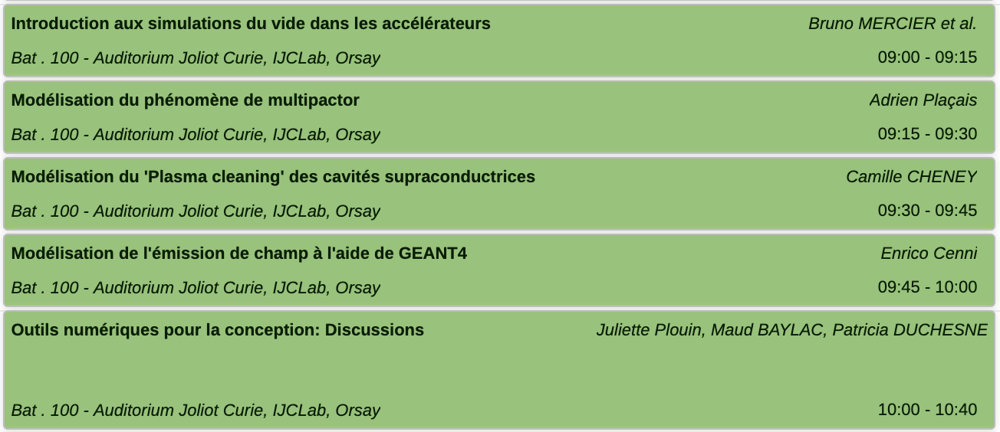 Introduction aux simulations du vide dans les accélérateurs Bruno MERCIER et al.
Bat . 100 - Auditorium Joliot Curie, IJCLab, Orsay 09:00 - 09:15
Modélisation du phénomène de multipactor Adrien Plaçais
Bat . 100 - Auditorium Joliot Curie, IJCLab, Orsay 09:15 - 09:30
Modélisation du 'Plasma cleaning' des cavités supraconductrices Camille CHENEY
Bat . 100 - Auditorium Joliot Curie, IJCLab, Orsay 09:30 - 09:45
Modélisation de l'émission de champ à l'aide de GEANT4 Enrico Cenni
Bat . 100 - Auditorium Joliot Curie, IJCLab, Orsay 09:45 - 10:00
Outils numériques pour la conception: Discussions Juliette Plouin, Maud BAYLAC, Patricia DUCHESNE
Bat . 100 - Auditorium Joliot Curie, IJCLab, Orsay 10:00 - 10:40